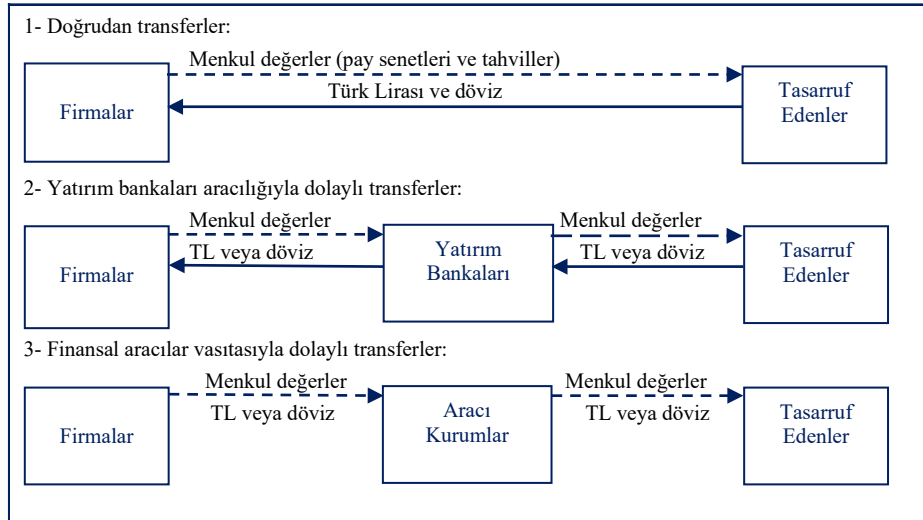 1- Doğrudan transferler:
Menkul değerler (pay senetleri ve tahviller)
Türk Lirası ve döviz
Firmalar
Tasarruf
Edenler
2- Yatırım bankaları aracılığıyla dolaylı transferler:
Menkul değerler
Menkul değerler
TL veya döviz
TL veya döviz
Firmalar
Yatırım
Bankaları
Tasarruf
Edenler
3- Finansal aracılar vasıtasıyla dolaylı transferler:
Menkul değerler
Menkul değerler
TL veya döviz
TL veya döviz
Firmalar
Aracı
Kurumlar
Tasarruf
Edenler